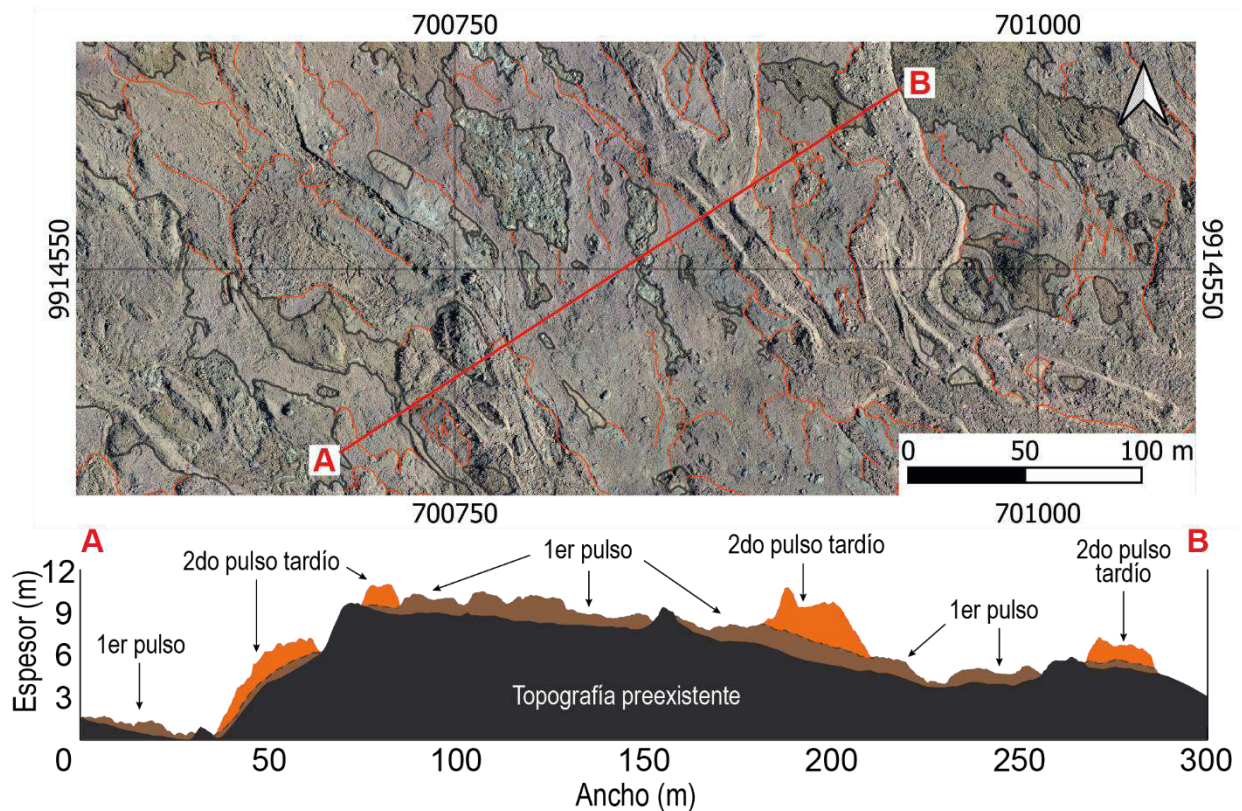 700750 701000
B
9914550 9914550
A
0 50 100 m
700750 701000
A B
2do pulso tardío 1er pulso 2do pulso tardío 2do pulso
tardío
1er pulso 1er pulso
12
9
6
3
0
Espesor (m)
Topografía preexistente
50 100 150 200 250 300
Ancho (m)